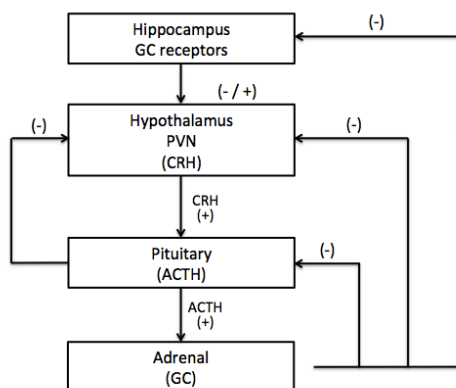 Hippocampus
GC receptors
(-)
(- / +)
(-)
Hypothalamus
PVN
(CRH)
(-)
CRH
(+)
Pituitary
(ACTH)
(-)
ACTH
(+)
Adrenal
(GC)